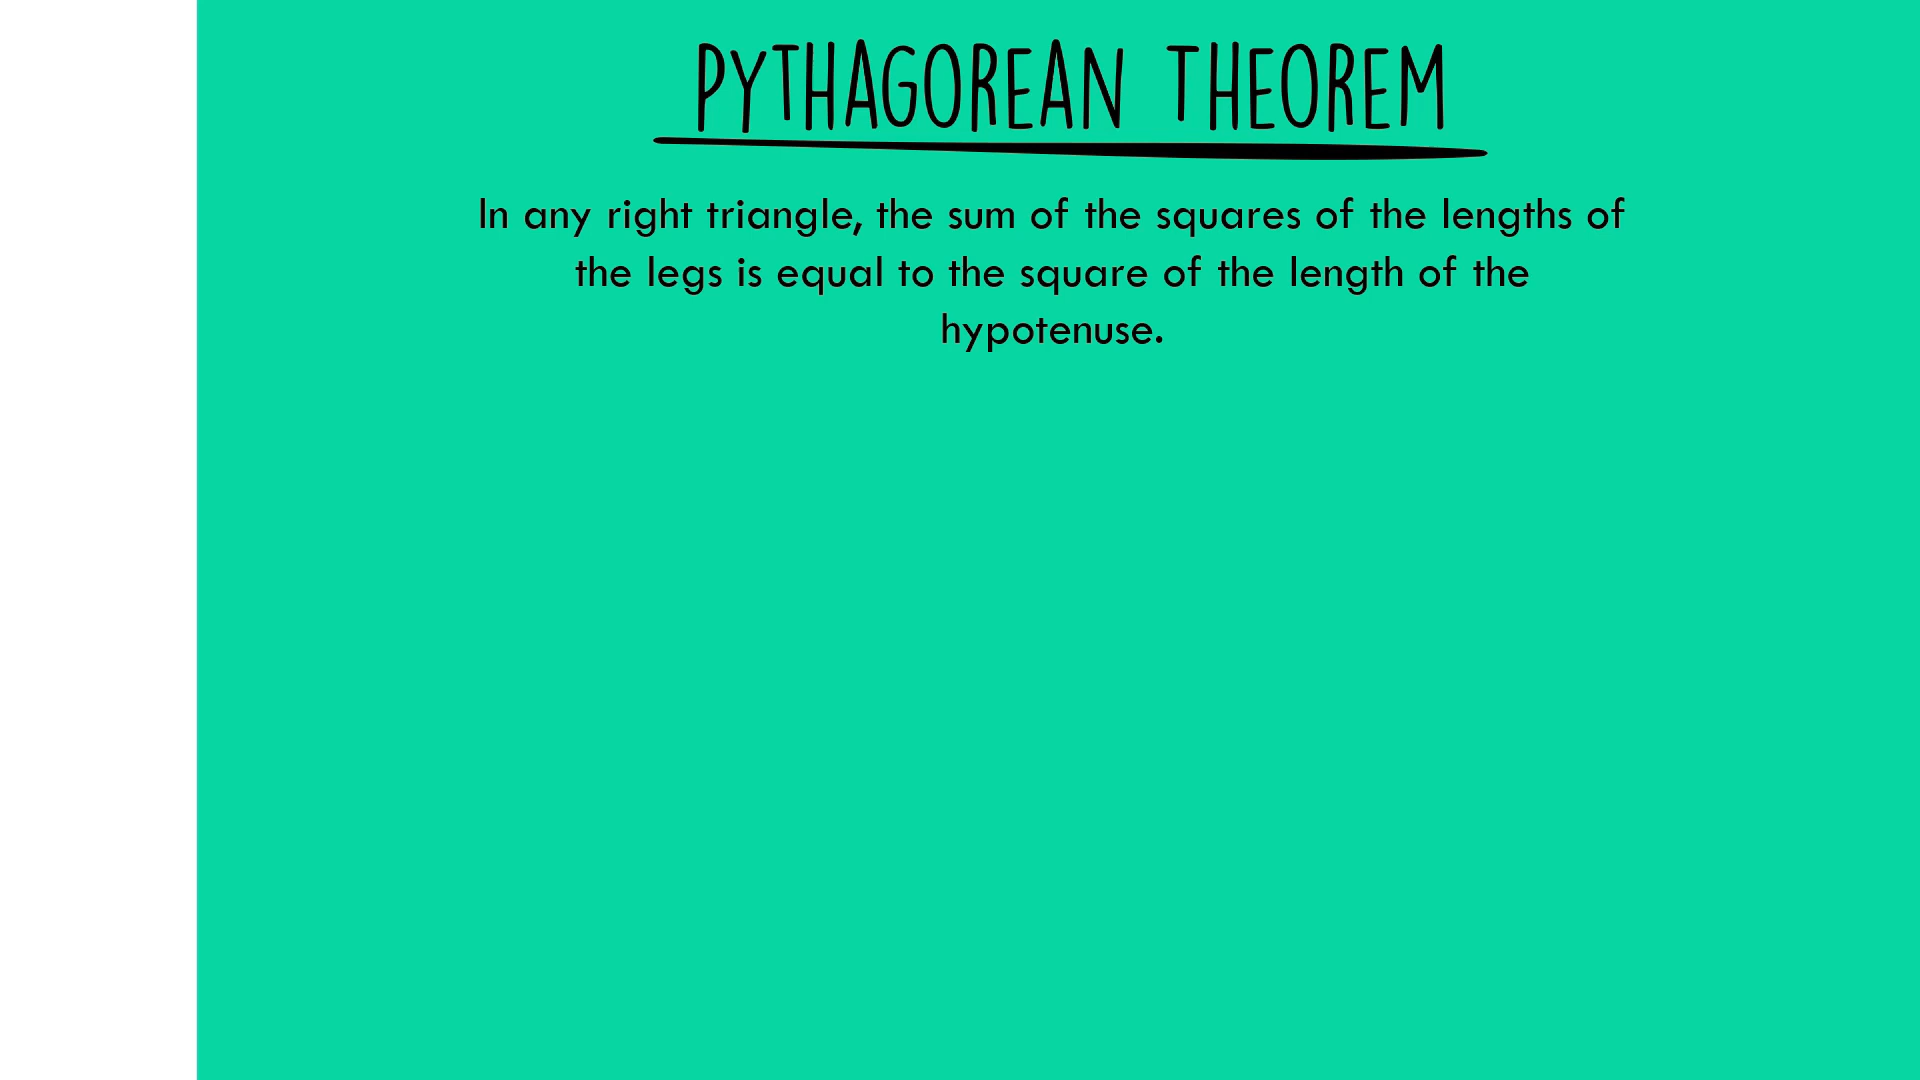 PYTHAGOREAN THEOREM
In any right triangle, the sum of the squares of the lengths of
the legs is equal to the square of the length of the
hypotenuse.